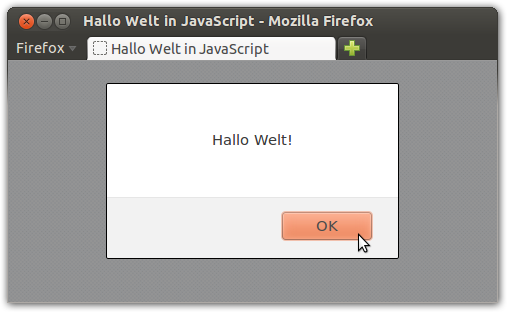 Hallo Welt in JavaScript - Mozilla Firefox
Firefox
Hallo Welt in JavaScript
Hallo Welt!
OK